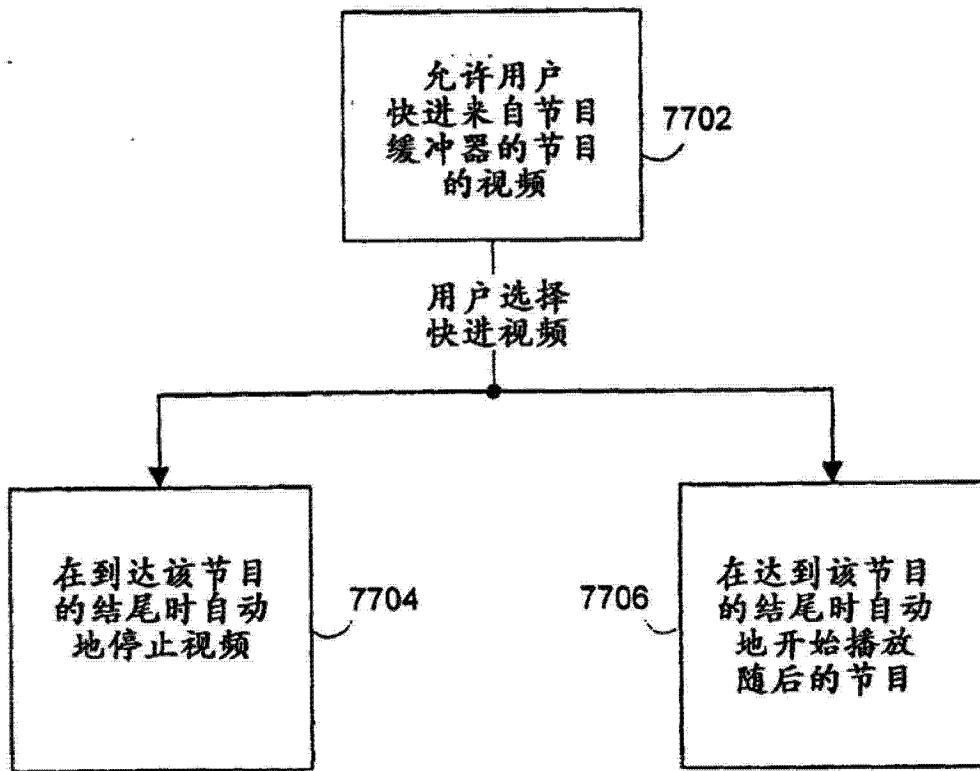 允许用户
快进来自节目
缓冲器的节目
的视频
7702
用户选择
快进视频
在到达该节目
的结尾时自动
地停止视频
7704
7706
在达到该节目
的结尾时自动
地开始播放
随后的节目